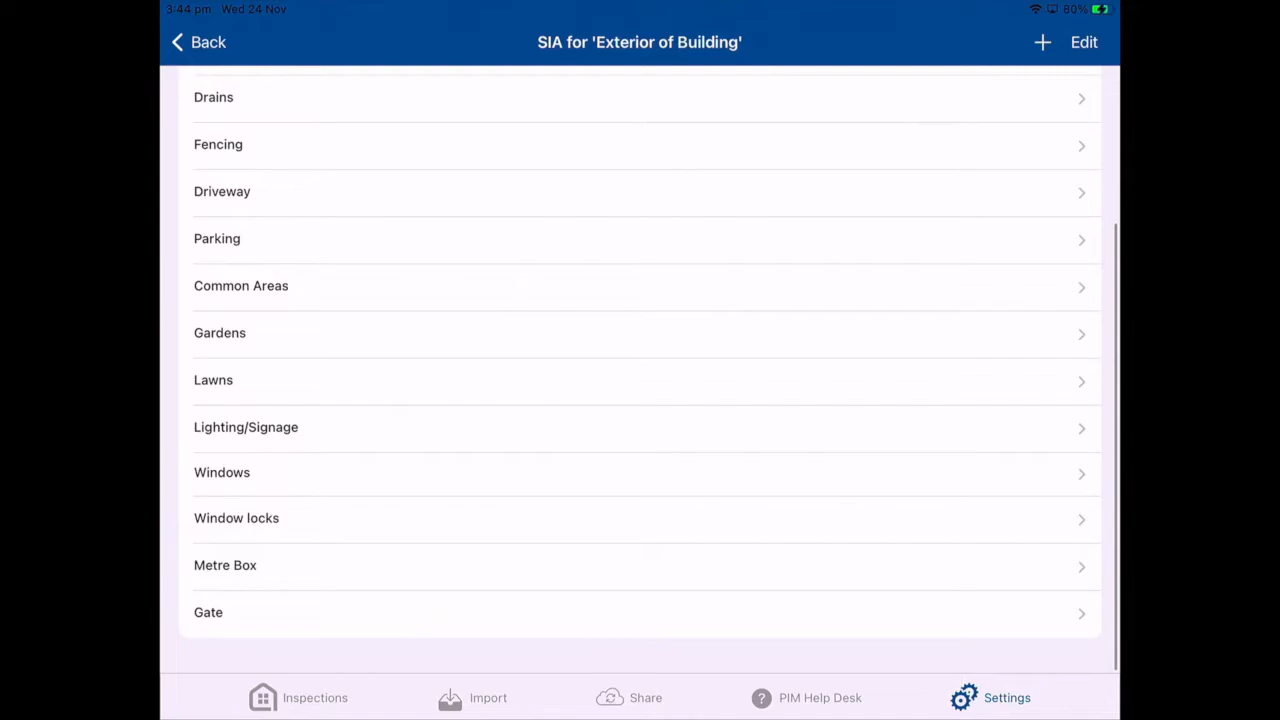 3:44 pm Wed 24 Nov 80%
Back SIA for 'Exterior of Building' Edit
Drains
Fencing
Driveway
Parking
Common Areas
Gardens
Lawns
Lighting/Signage
Windows
Window locks
Metre Box
Gate
Inspections Import Share ? PIM Help Desk Settings